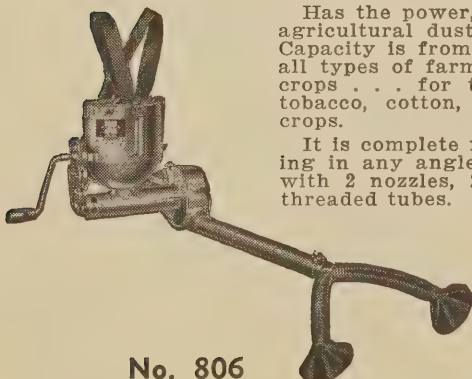 Has the power,
agricultural dust
Capacity is from
all types of farm
crops . . . for t
tobacco, cotton,
crops.
It is complete
ing in any angle
with 2 nozzles,
threaded tubes.
No. 806